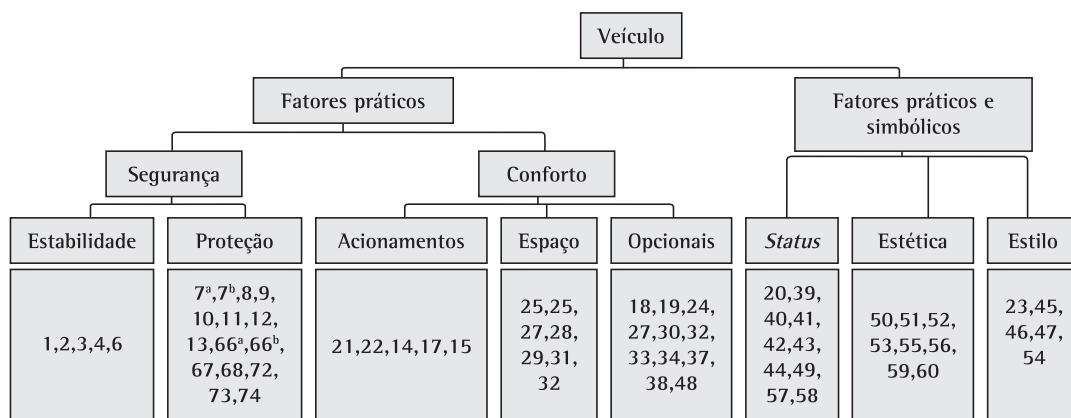 Veículo
Fatores práticos
Fatores práticos e
simbólicos
Segurança
Conforto
Estabilidade
Proteção
Acionamentos
Espaço
Opcionais
Status
Estética
Estilo
1,2,3,4,6
7ª,7ᵇ,8,9,
10,11,12,
13,66ª,66ᵇ,
67,68,72,
73,74
21,22,14,17,15
25,25,
27,28,
29,31,
32
18,19,24,
27,30,32,
33,34,37,
38,48
20,39,
40,41,
42,43,
44,49,
57,58
50,51,52,
53,55,56,
59,60
23,45,
46,47,
54